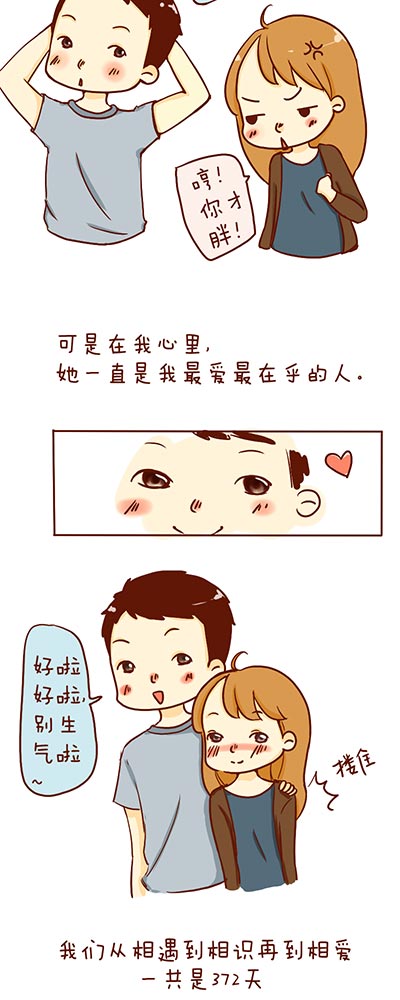 哼!
你才
胖!
可是在我心里,
她一直是我最爱最在乎的人。
好啦
好啦,
别生
气啦
~
搂住
我们从相遇到相识再到相爱
一共是372天